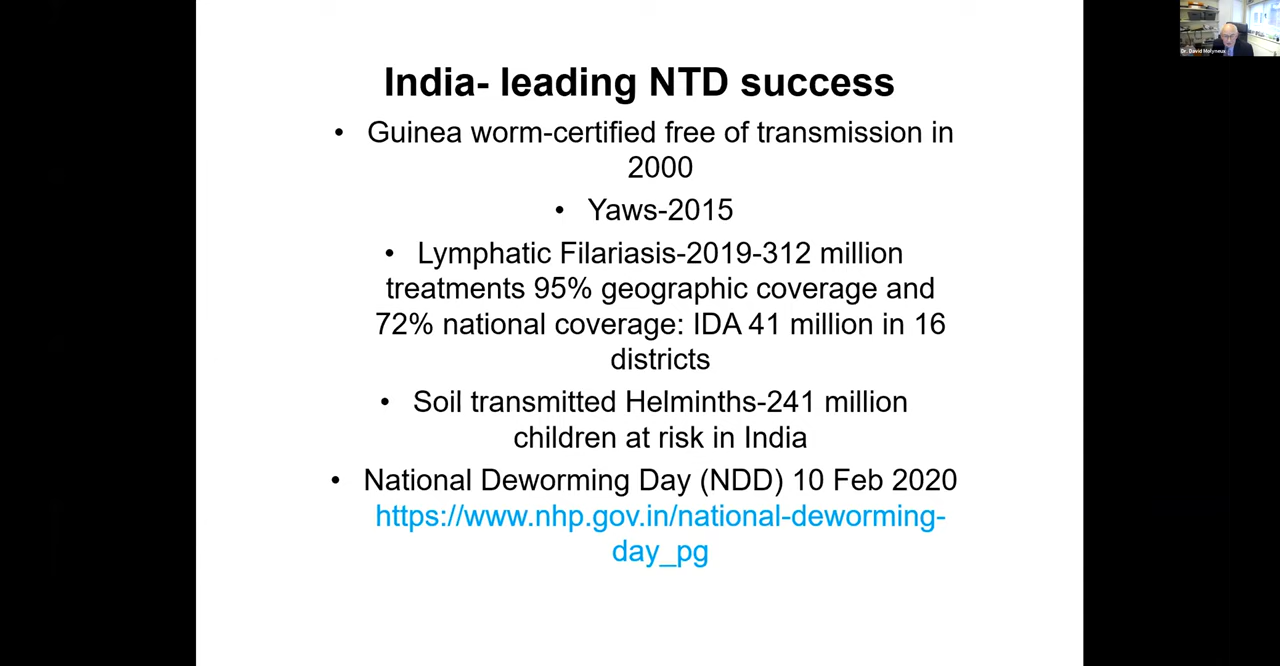 India- leading NTD success
• Guinea worm-certified free of transmission in
2000
• Yaws-2015
• Lymphatic Filariasis-2019-312 million
treatments 95% geographic coverage and
72% national coverage: IDA 41 million in 16
districts
• Soil transmitted Helminths-241 million
children at risk in India
• National Deworming Day (NDD) 10 Feb 2020
https://www.nhp.gov.in/national-deworming-
day_pg
Dr. David Molyneux